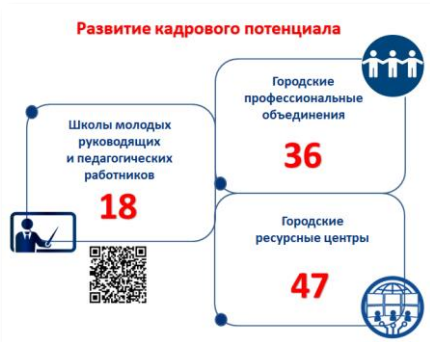 Развитие кадрового потенциала
Школы молодых
руководящих
и педагогических
работников
18
Городские
профессиональные
объединения
36
Городские
ресурсные центры
47